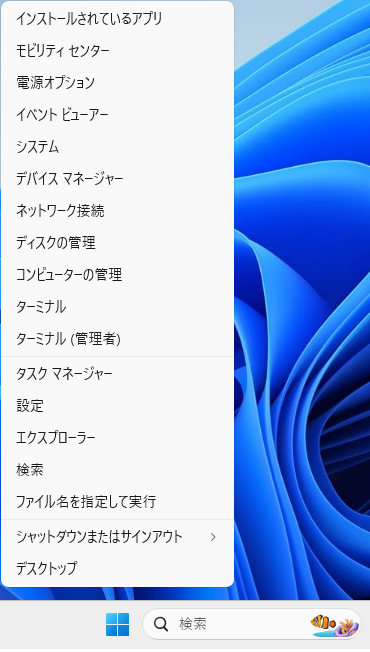 インストールされているアプリ
モビリティ センター
電源オプション
イベント ビューアー
システム
デバイス マネージャー
ネットワーク接続
ディスクの管理
コンピューターの管理
ターミナル
ターミナル (管理者)
タスク マネージャー
設定
エクスプローラー
検索
ファイル名を指定して実行
シャットダウンまたはサインアウト
デスクトップ
検索